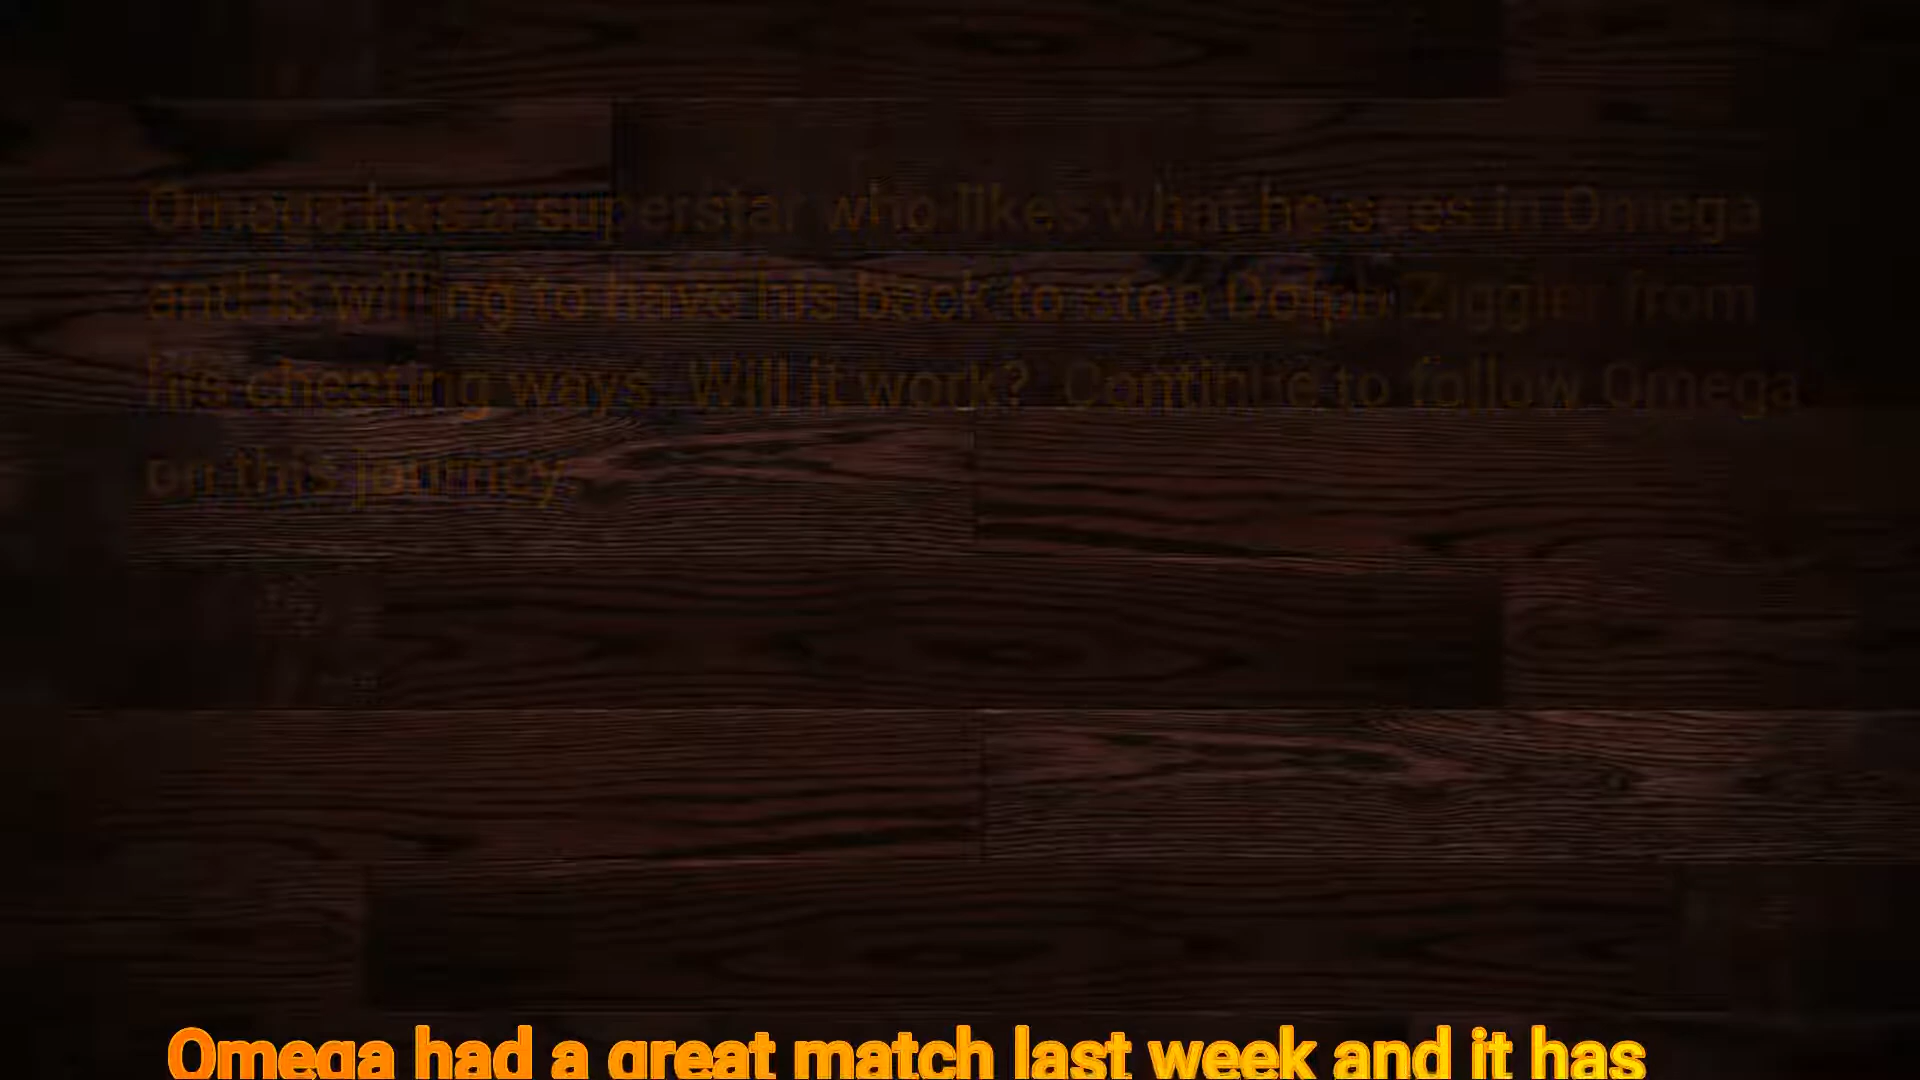 Omega has a superstar who likes what he sees in Omega
and is willing to have his back to stop Dolph Ziggler from
his cheating ways. Will it work? Continue to follow Omega
on this journey.
Omega had a great match last week and it has